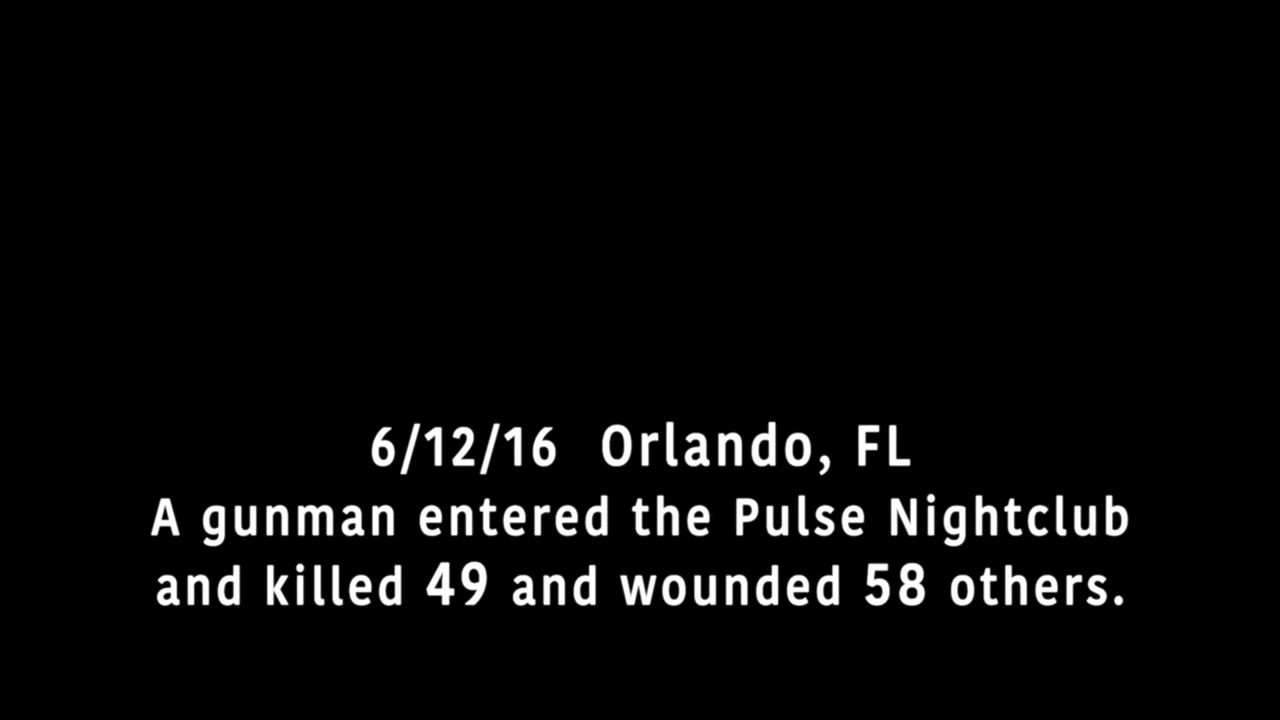 6/12/16 Orlando, FL
A gunman entered the Pulse Nightclub
and killed 49 and wounded 58 others.